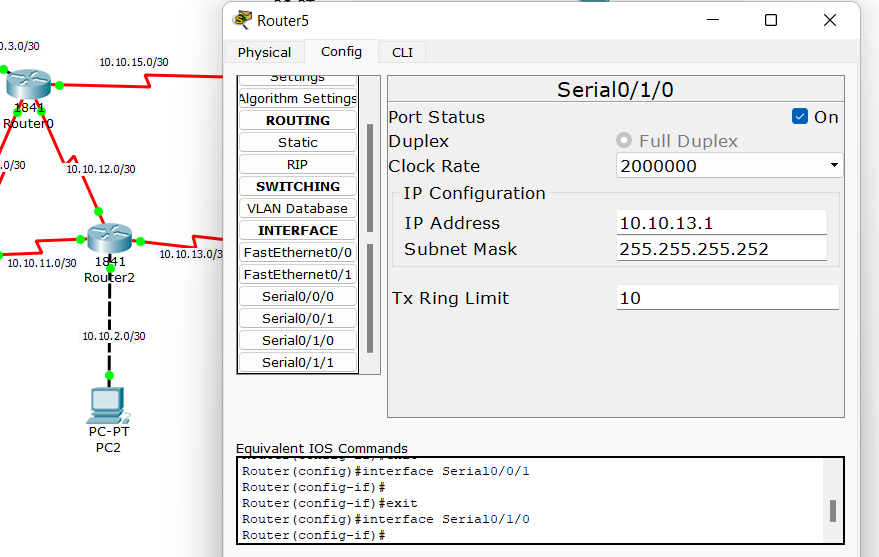 Router5
Physical
Config
CLI
Settings
Algorithm Settings
ROUTING
Static
RIP
SWITCHING
VLAN Database
INTERFACE
FastEthernet0/0
FastEthernet0/1
Serial0/0/0
Serial0/0/1
Serial0/1/0
Serial0/1/1
Serial0/1/0
Port Status
On
Duplex
Full Duplex
Clock Rate
2000000
IP Configuration
IP Address
10.10.13.1
Subnet Mask
255.255.255.252
Tx Ring Limit
10
Equivalent IOS Commands
Router(config-if)#exit
Router(config)#interface Serial0/0/1
Router(config-if)#
Router(config-if)#exit
Router(config)#interface Serial0/1/0
Router(config-if)#
0.3.0/30
10.10.15.0/30
1841
Router0
.0/30
10.10.12.0/30
10.10.11.0/30
1841
Router2
10.10.13.0/3
10.10.2.0/30
PC-PT
PC2